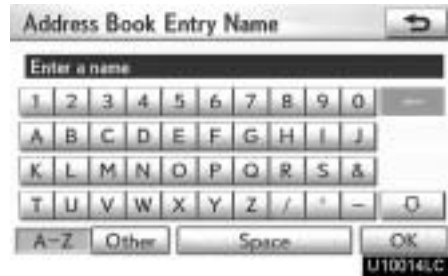 Address Book Entry Name
Enter a name
1 2 3 4 5 6 7 8 9 0
A B C D E F G H I J
K L M N O P Q R S &
T U V W X Y Z / ' -
A-Z Other Space OK
U10014LC